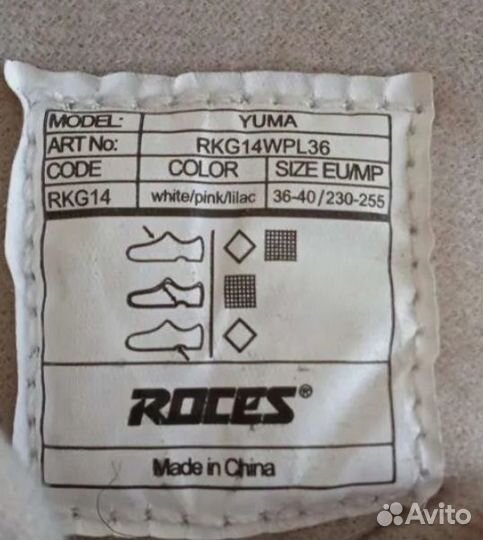 MODEL: YUMA
ART No: RKG14WPL36
CODE COLOR SIZE EU/MP
RKG14 white/pink/lilac 36-40/230-255
ROCES®
Made in China
Avito